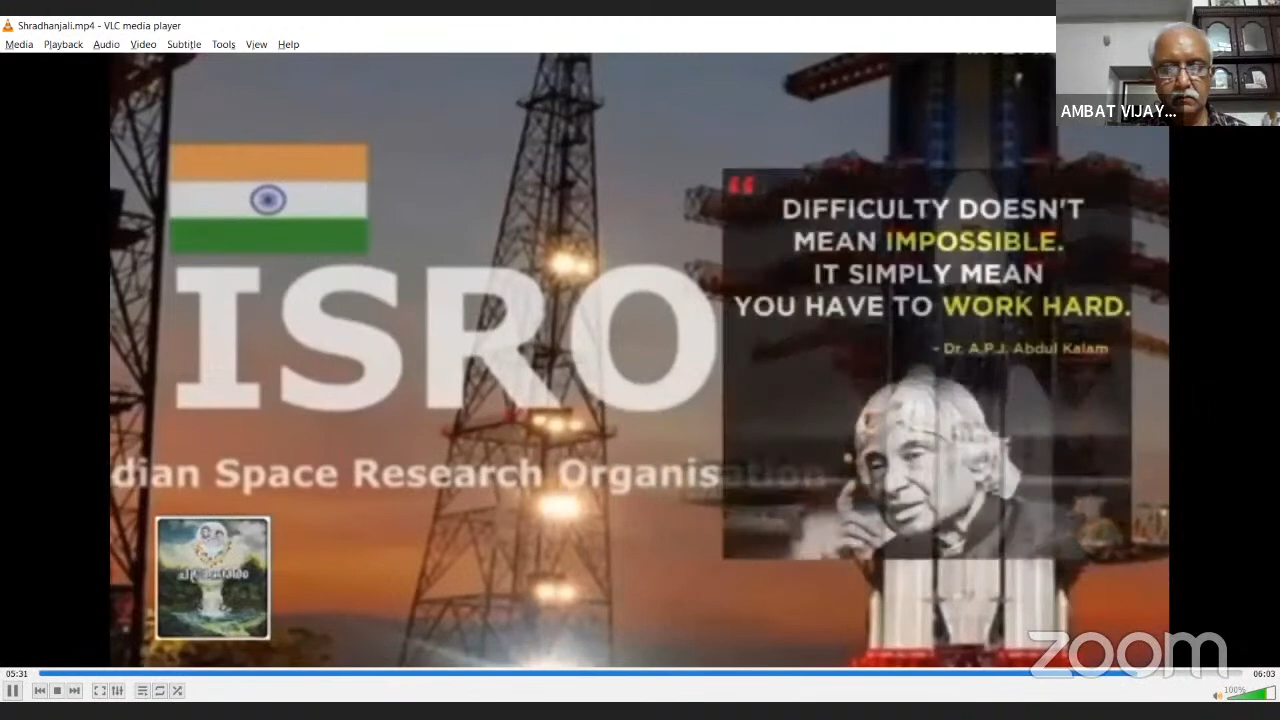 Shradhanjali.mp4 - VLC media player
Media Playback Audio Video Subtitle Tools View Help
AMBAT VIJAY...
ISRO
dian Space Research Organisation
“
DIFFICULTY DOESN'T
MEAN IMPOSSIBLE.
IT SIMPLY MEAN
YOU HAVE TO WORK HARD.
- Dr. A.P.J. Abdul Kalam
zoom
05:31
06:03
100%